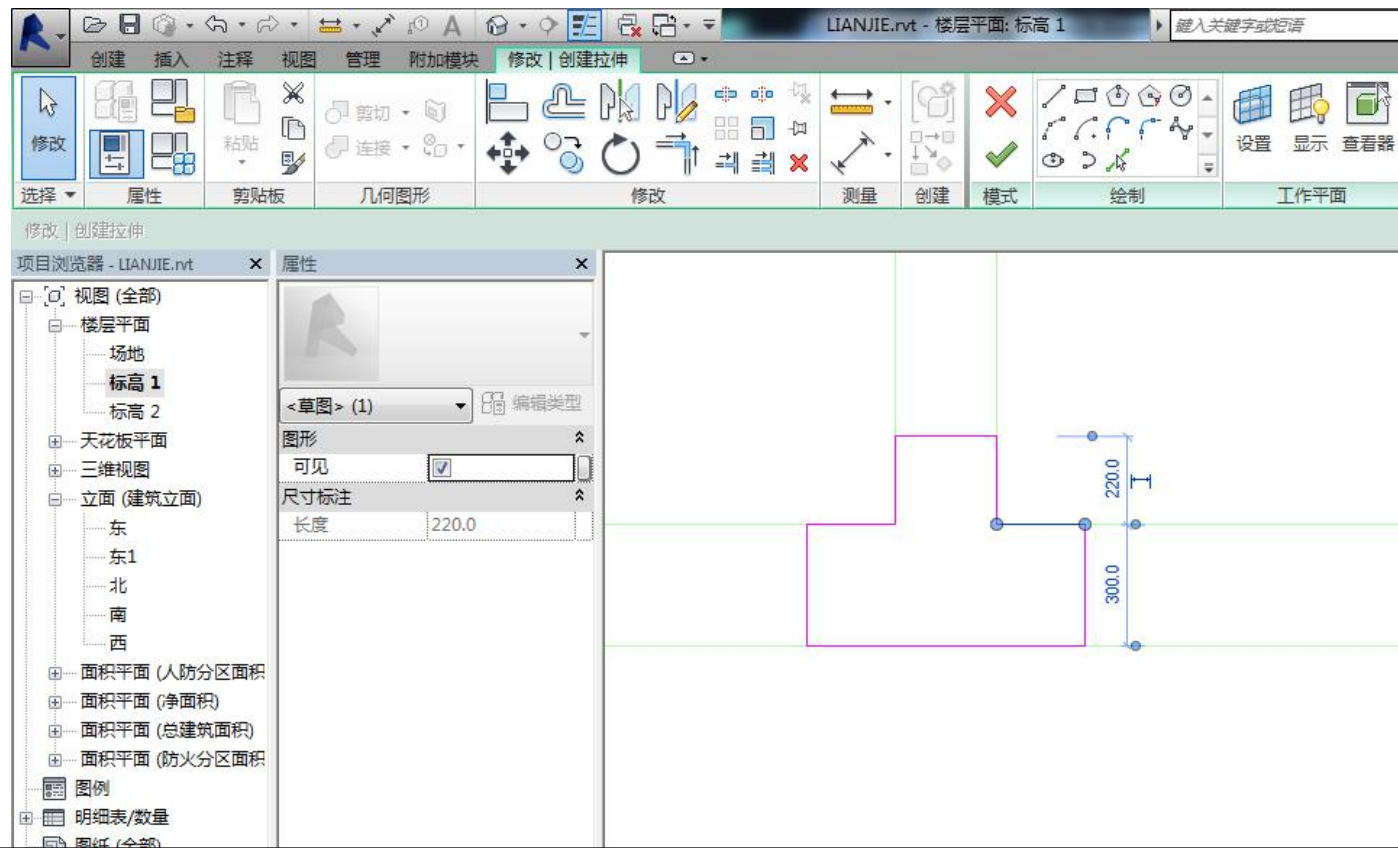 LIANJIE.rvt - 楼层平面: 标高 1
键入关键字或短语
创建 插入 注释 视图 管理 附加模块 修改 | 创建拉伸
修改 粘贴 剪切 连接 设置 显示 查看器
选择 属性 剪贴板 几何图形 修改 测量 创建 模式 绘制 工作平面
修改 | 创建拉伸
项目浏览器 - LIANJIE.rvt
视图 (全部)
楼层平面
场地
标高 1
标高 2
天花板平面
三维视图
立面 (建筑立面)
东
东1
北
南
西
面积平面 (人防分区面积
面积平面 (净面积)
面积平面 (总建筑面积)
面积平面 (防火分区面积
图例
明细表/数量
图纸 (全部)
属性
<草图> (1)
编辑类型
图形
可见
尺寸标注
长度 220.0
220.0
300.0